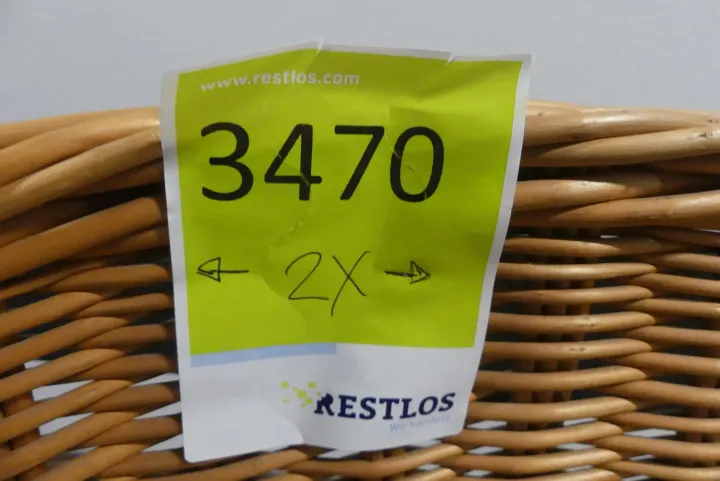 www.restlos.com
3470
← 2X →
RESTLOS